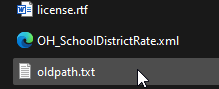 license.rtf
OH_SchoolDistrictRate.xml
oldpath.txt